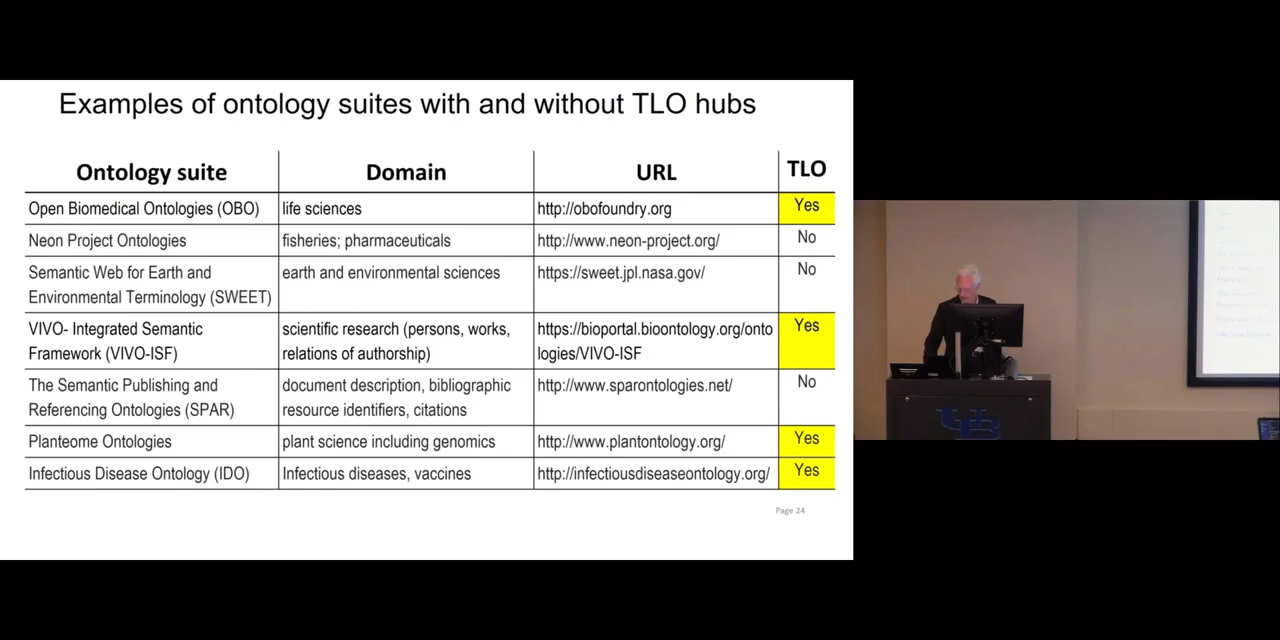 Examples of ontology suites with and without TLO hubs
Ontology suite Domain URL TLO
Open Biomedical Ontologies (OBO) life sciences http://obofoundry.org Yes
Neon Project Ontologies fisheries; pharmaceuticals http://www.neon-project.org/ No
Semantic Web for Earth and earth and environmental sciences https://sweet.jpl.nasa.gov/ No
Environmental Terminology (SWEET)
VIVO- Integrated Semantic scientific research (persons, works, https://bioportal.bioontology.org/onto Yes
Framework (VIVO-ISF) relations of authorship) logies/VIVO-ISF
The Semantic Publishing and document description, bibliographic http://www.sparontologies.net/ No
Referencing Ontologies (SPAR) resource identifiers, citations
Planteome Ontologies plant science including genomics http://www.plantontology.org/ Yes
Infectious Disease Ontology (IDO) Infectious diseases, vaccines http://infectiousdiseaseontology.org/ Yes
Page 24